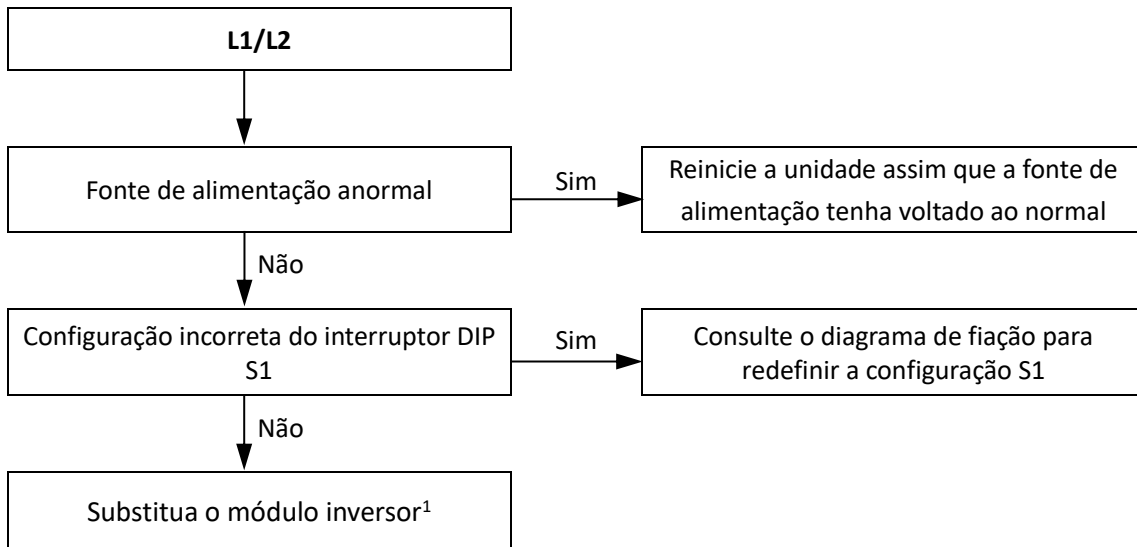 L1/L2
Fonte de alimentação anormal
Sim
Reinicie a unidade assim que a fonte de
alimentação tenha voltado ao normal
Não
Configuração incorreta do interruptor DIP
S1
Sim
Consulte o diagrama de fiação para
redefinir a configuração S1
Não
Substitua o módulo inversor¹